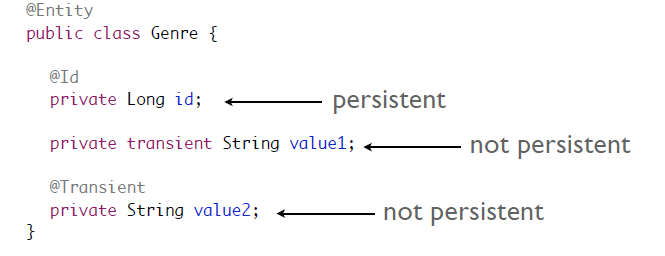 @Entity
public class Genre {
@Id
private Long id; persistent
private transient String value1; not persistent
@Transient
private String value2; not persistent
}